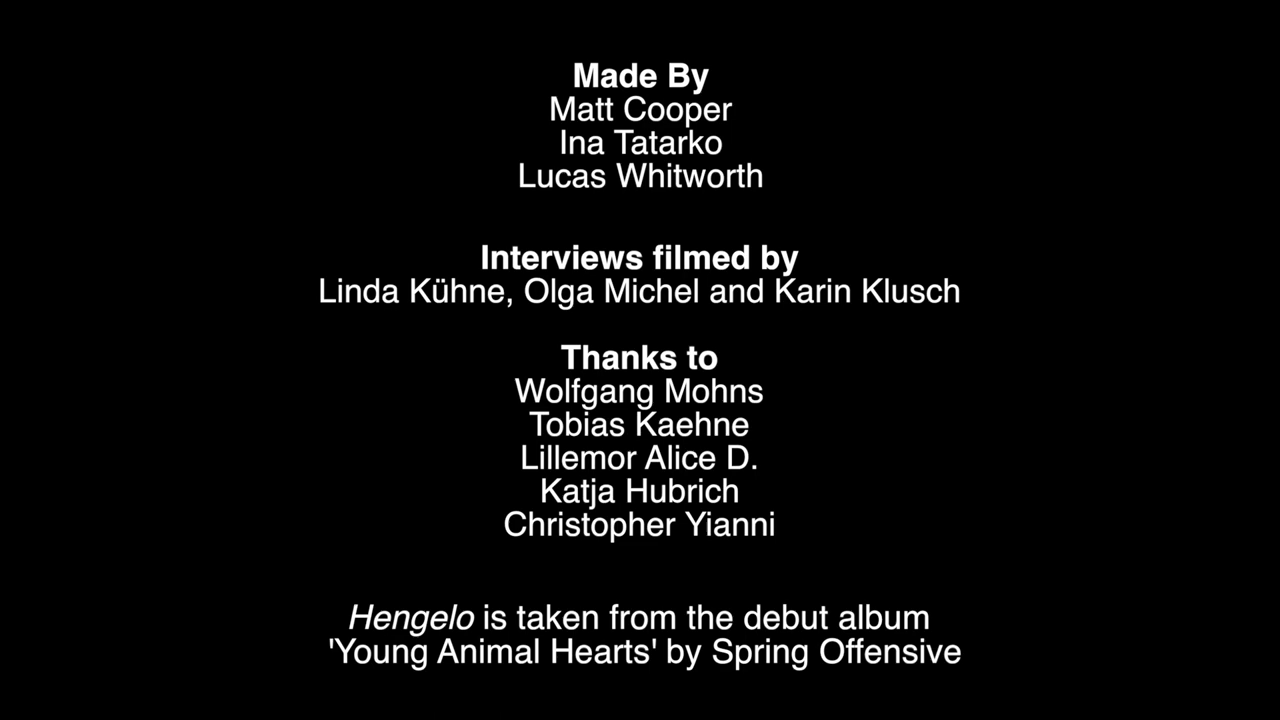 Made By
Matt Cooper
Ina Tatarko
Lucas Whitworth
Interviews filmed by
Linda Kühne, Olga Michel and Karin Klusch
Thanks to
Wolfgang Mohns
Tobias Kaehne
Lillemor Alice D.
Katja Hubrich
Christopher Yianni
Hengelo is taken from the debut album
'Young Animal Hearts' by Spring Offensive